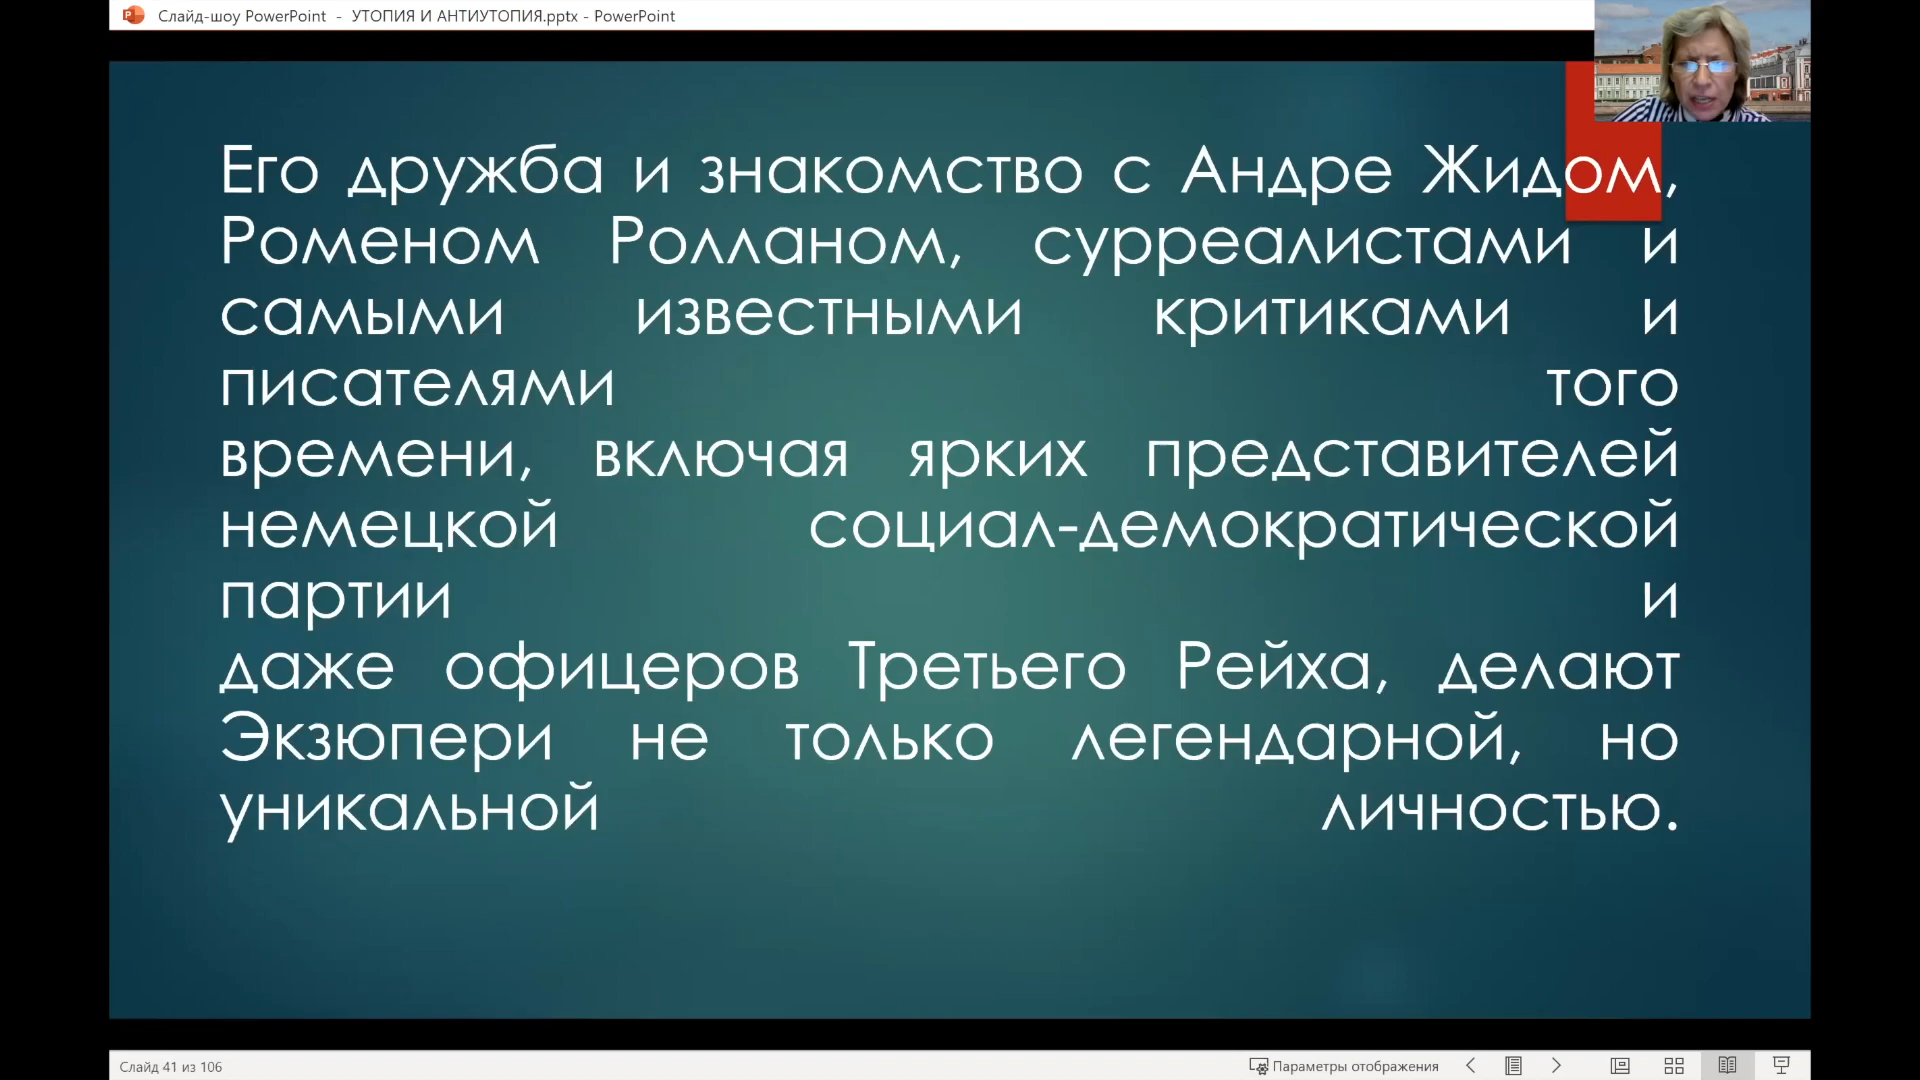 Слайд-шоу PowerPoint - УТОПИЯ И АНТИУТОПИЯ.pptx - PowerPoint
Его дружба и знакомство с Андре Жидом,
Роменом Ролланом, сурреалистами и
самыми известными критиками и
писателями того
времени, включая ярких представителей
немецкой социал-демократической
партии и
даже офицеров Третьего Рейха, делают
Экзюпери не только легендарной, но
уникальной личностью.
Слайд 41 из 106
Параметры отображения